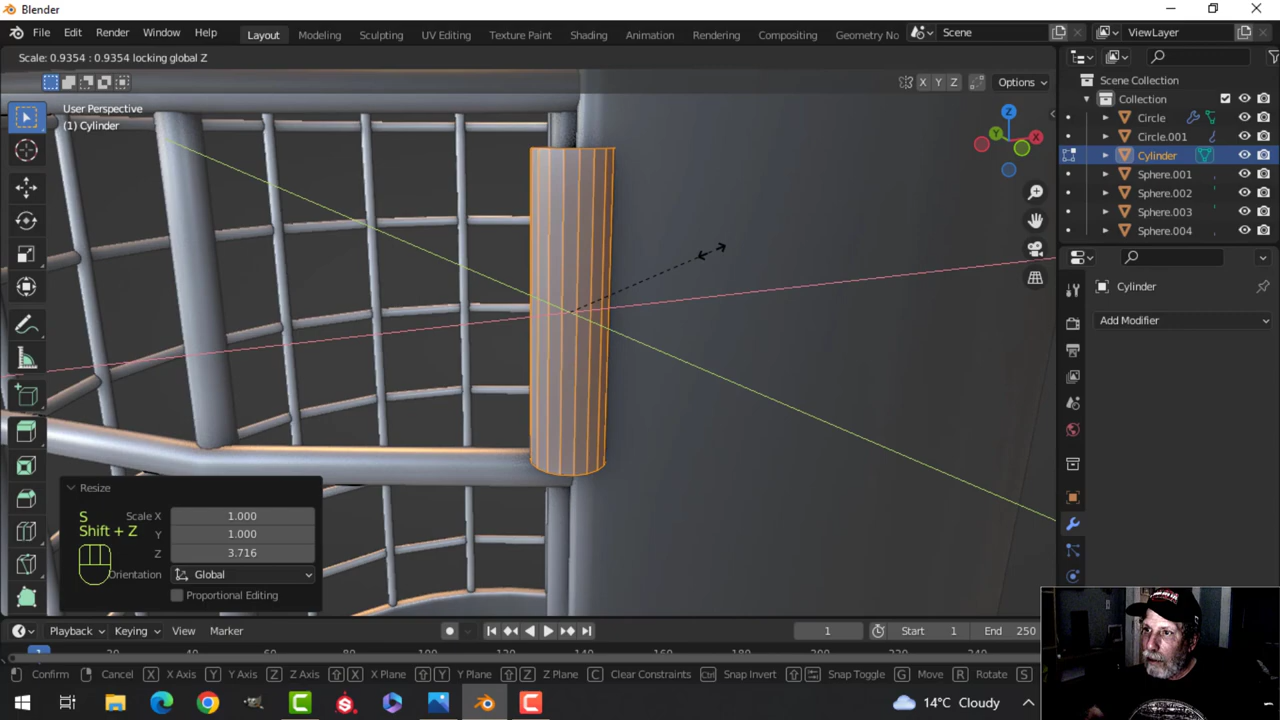 Blender
File Edit Render Window Help Layout Modeling Sculpting UV Editing Texture Paint Shading Animation Rendering Compositing Geometry No Scene ViewLayer
Scale: 0.9354 : 0.9354 locking global Z
X Y Z Options
User Perspective
(1) Cylinder
Z
Y
X
Scene Collection
Collection
Circle
Circle.001
Cylinder
Sphere.001
Sphere.002
Sphere.003
Sphere.004
Cylinder
Add Modifier
Resize
S
Shift + Z
Scale X 1.000
Y 1.000
Z 3.716
Orientation Global
Proportional Editing
Playback Keying View Marker 1 Start 1 End 250
1
Confirm Cancel X X Axis Y Y Axis Z Z Axis X X Plane Y Y Plane Z Z Plane C Clear Constraints Ctrl Snap Invert Snap Toggle G Move R Rotate S
14°C Cloudy